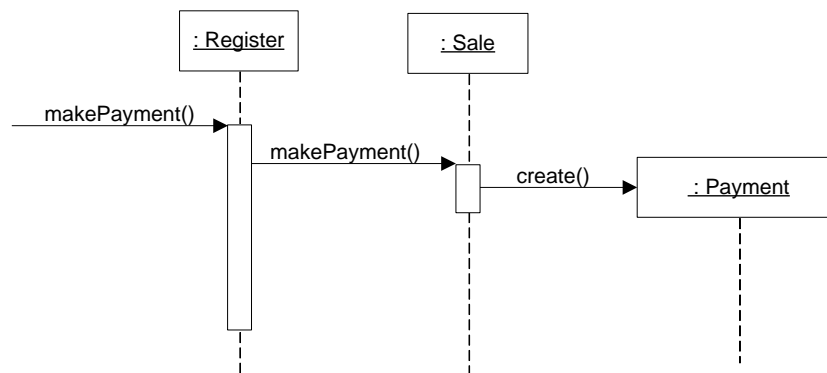 : Register
: Sale
makePayment()
makePayment()
create()
: Payment